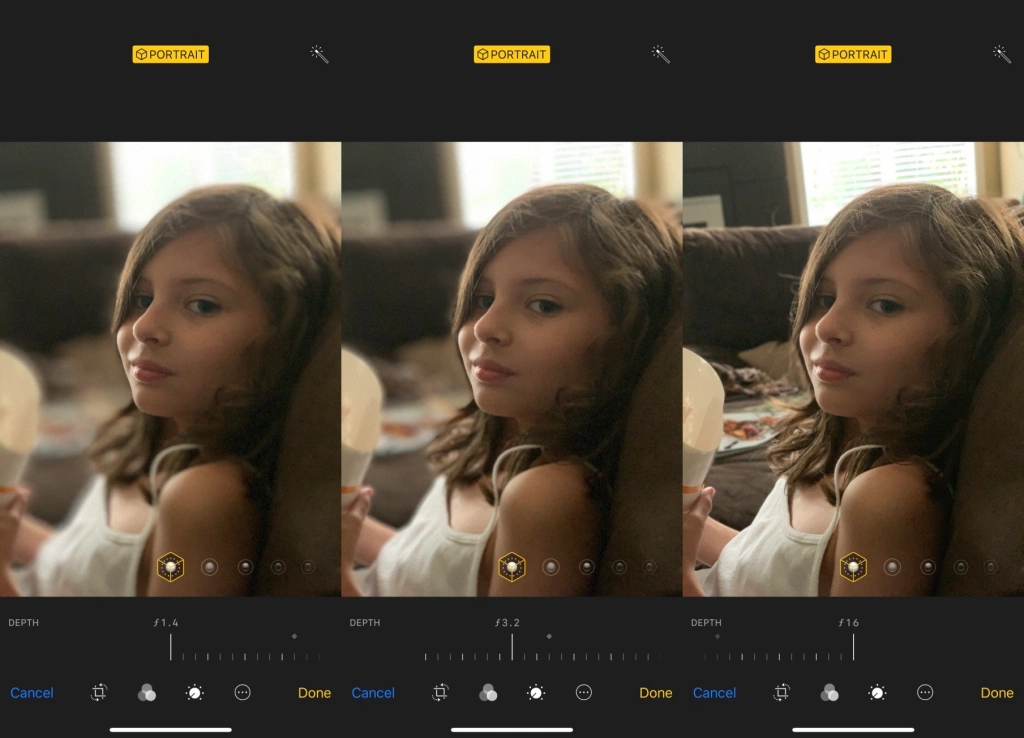 PORTRAIT
PORTRAIT
PORTRAIT
DEPTH
ƒ1.4
DEPTH
ƒ3.2
DEPTH
ƒ16
Cancel
Done
Cancel
Done
Cancel
Done